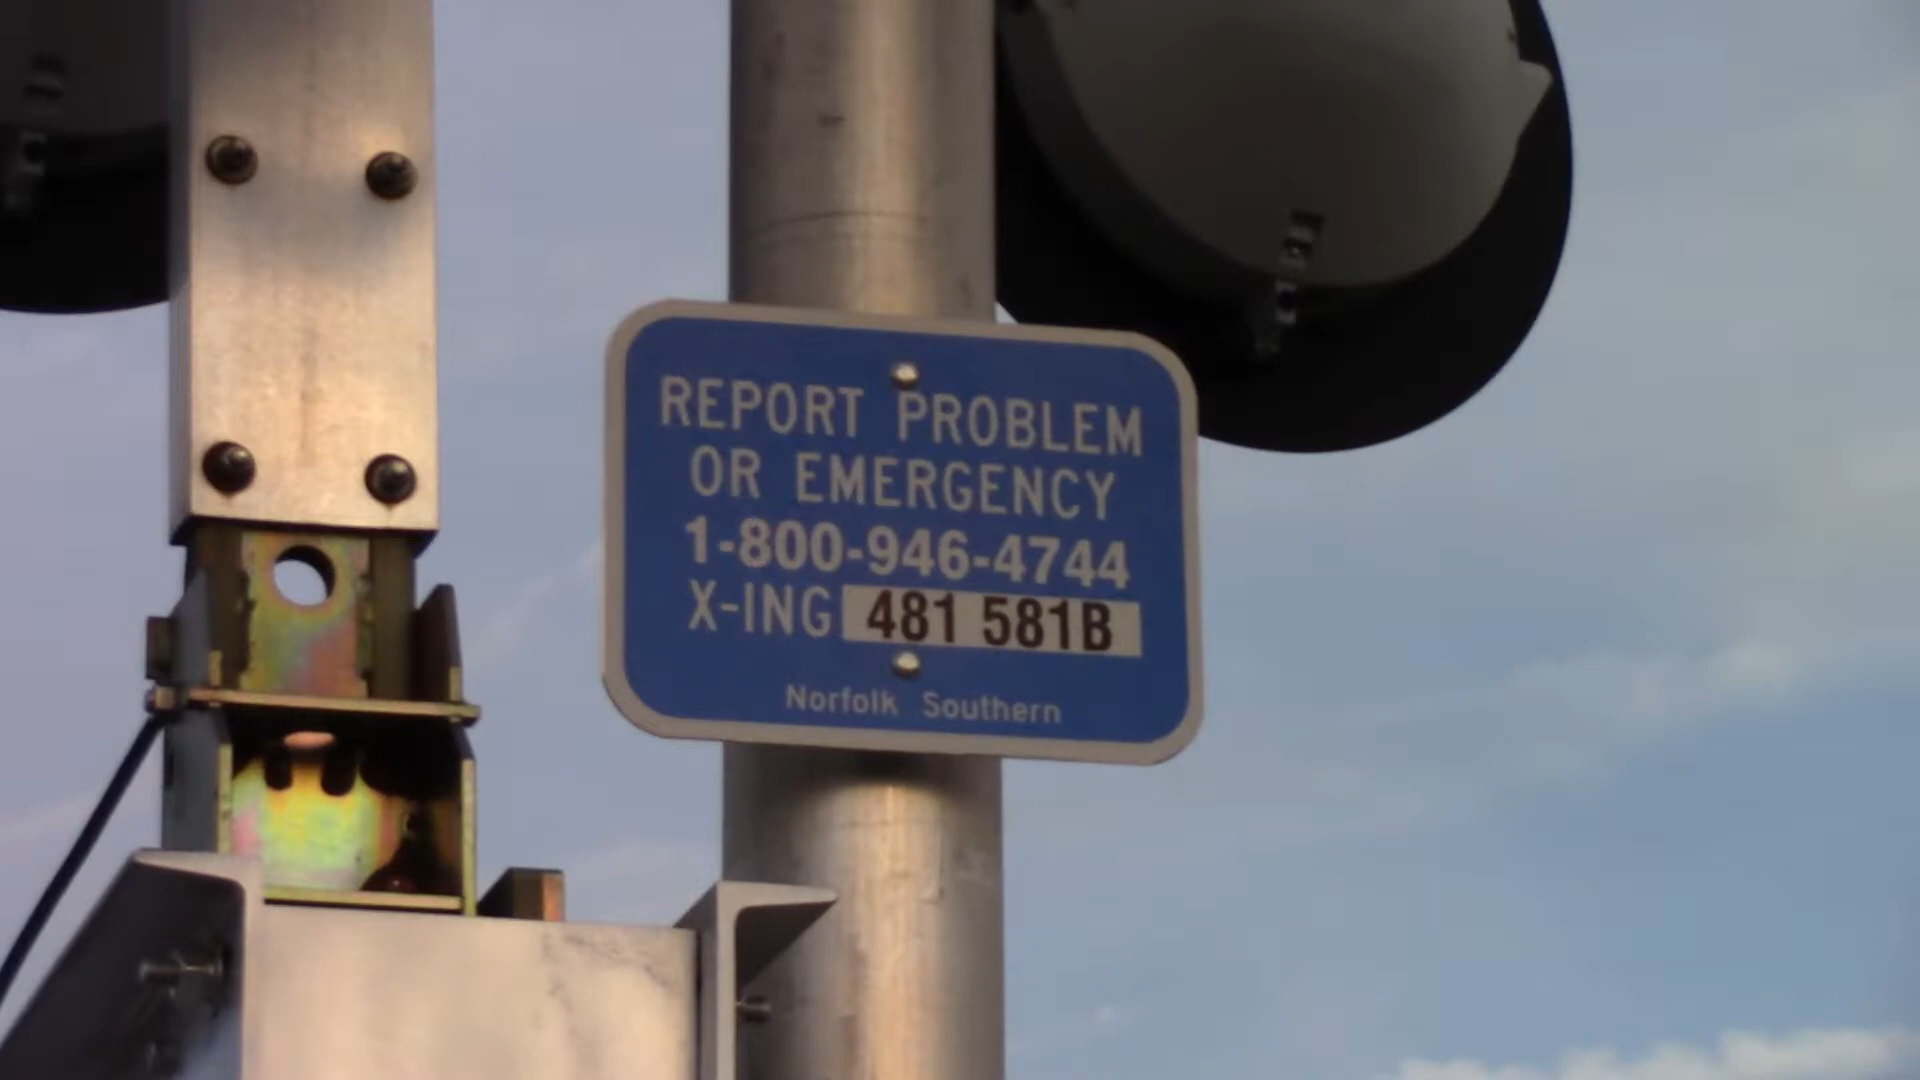 REPORT PROBLEM
OR EMERGENCY
1-800-946-4744
X-ING 481 581B
Norfolk Southern